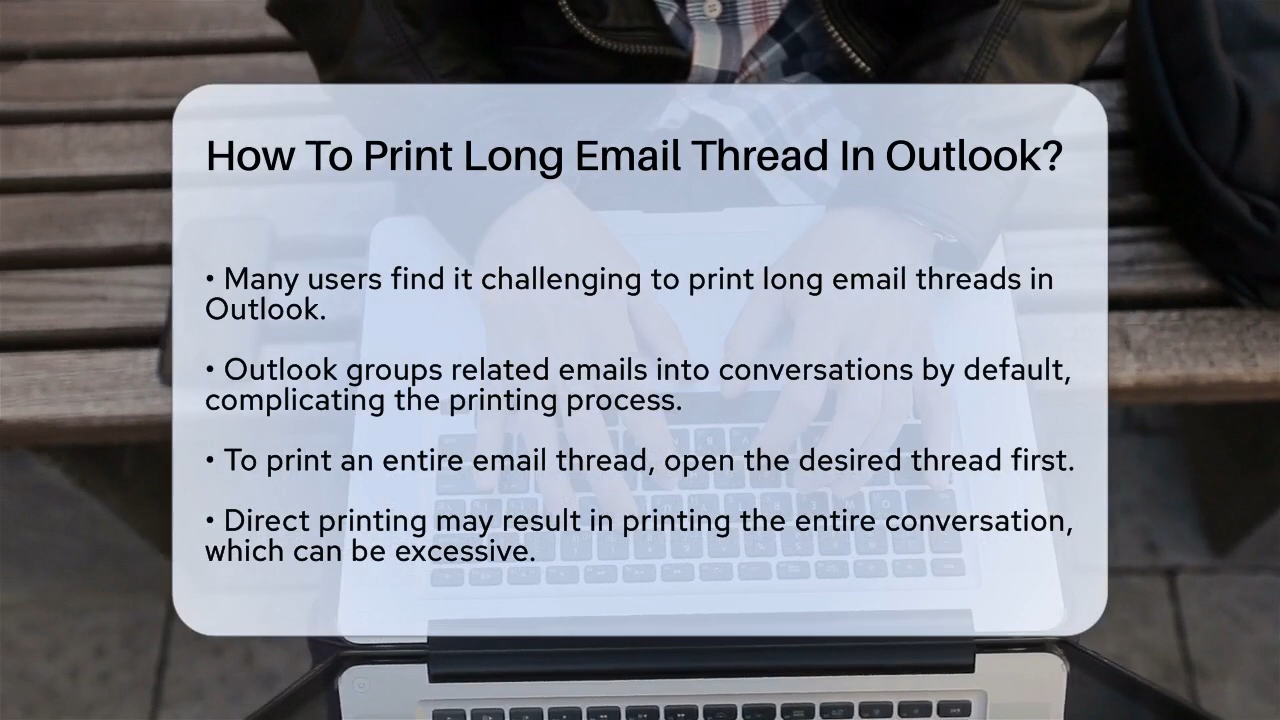 How To Print Long Email Thread In Outlook?
• Many users find it challenging to print long email threads in
Outlook.
• Outlook groups related emails into conversations by default,
complicating the printing process.
• To print an entire email thread, open the desired thread first.
• Direct printing may result in printing the entire conversation,
which can be excessive.